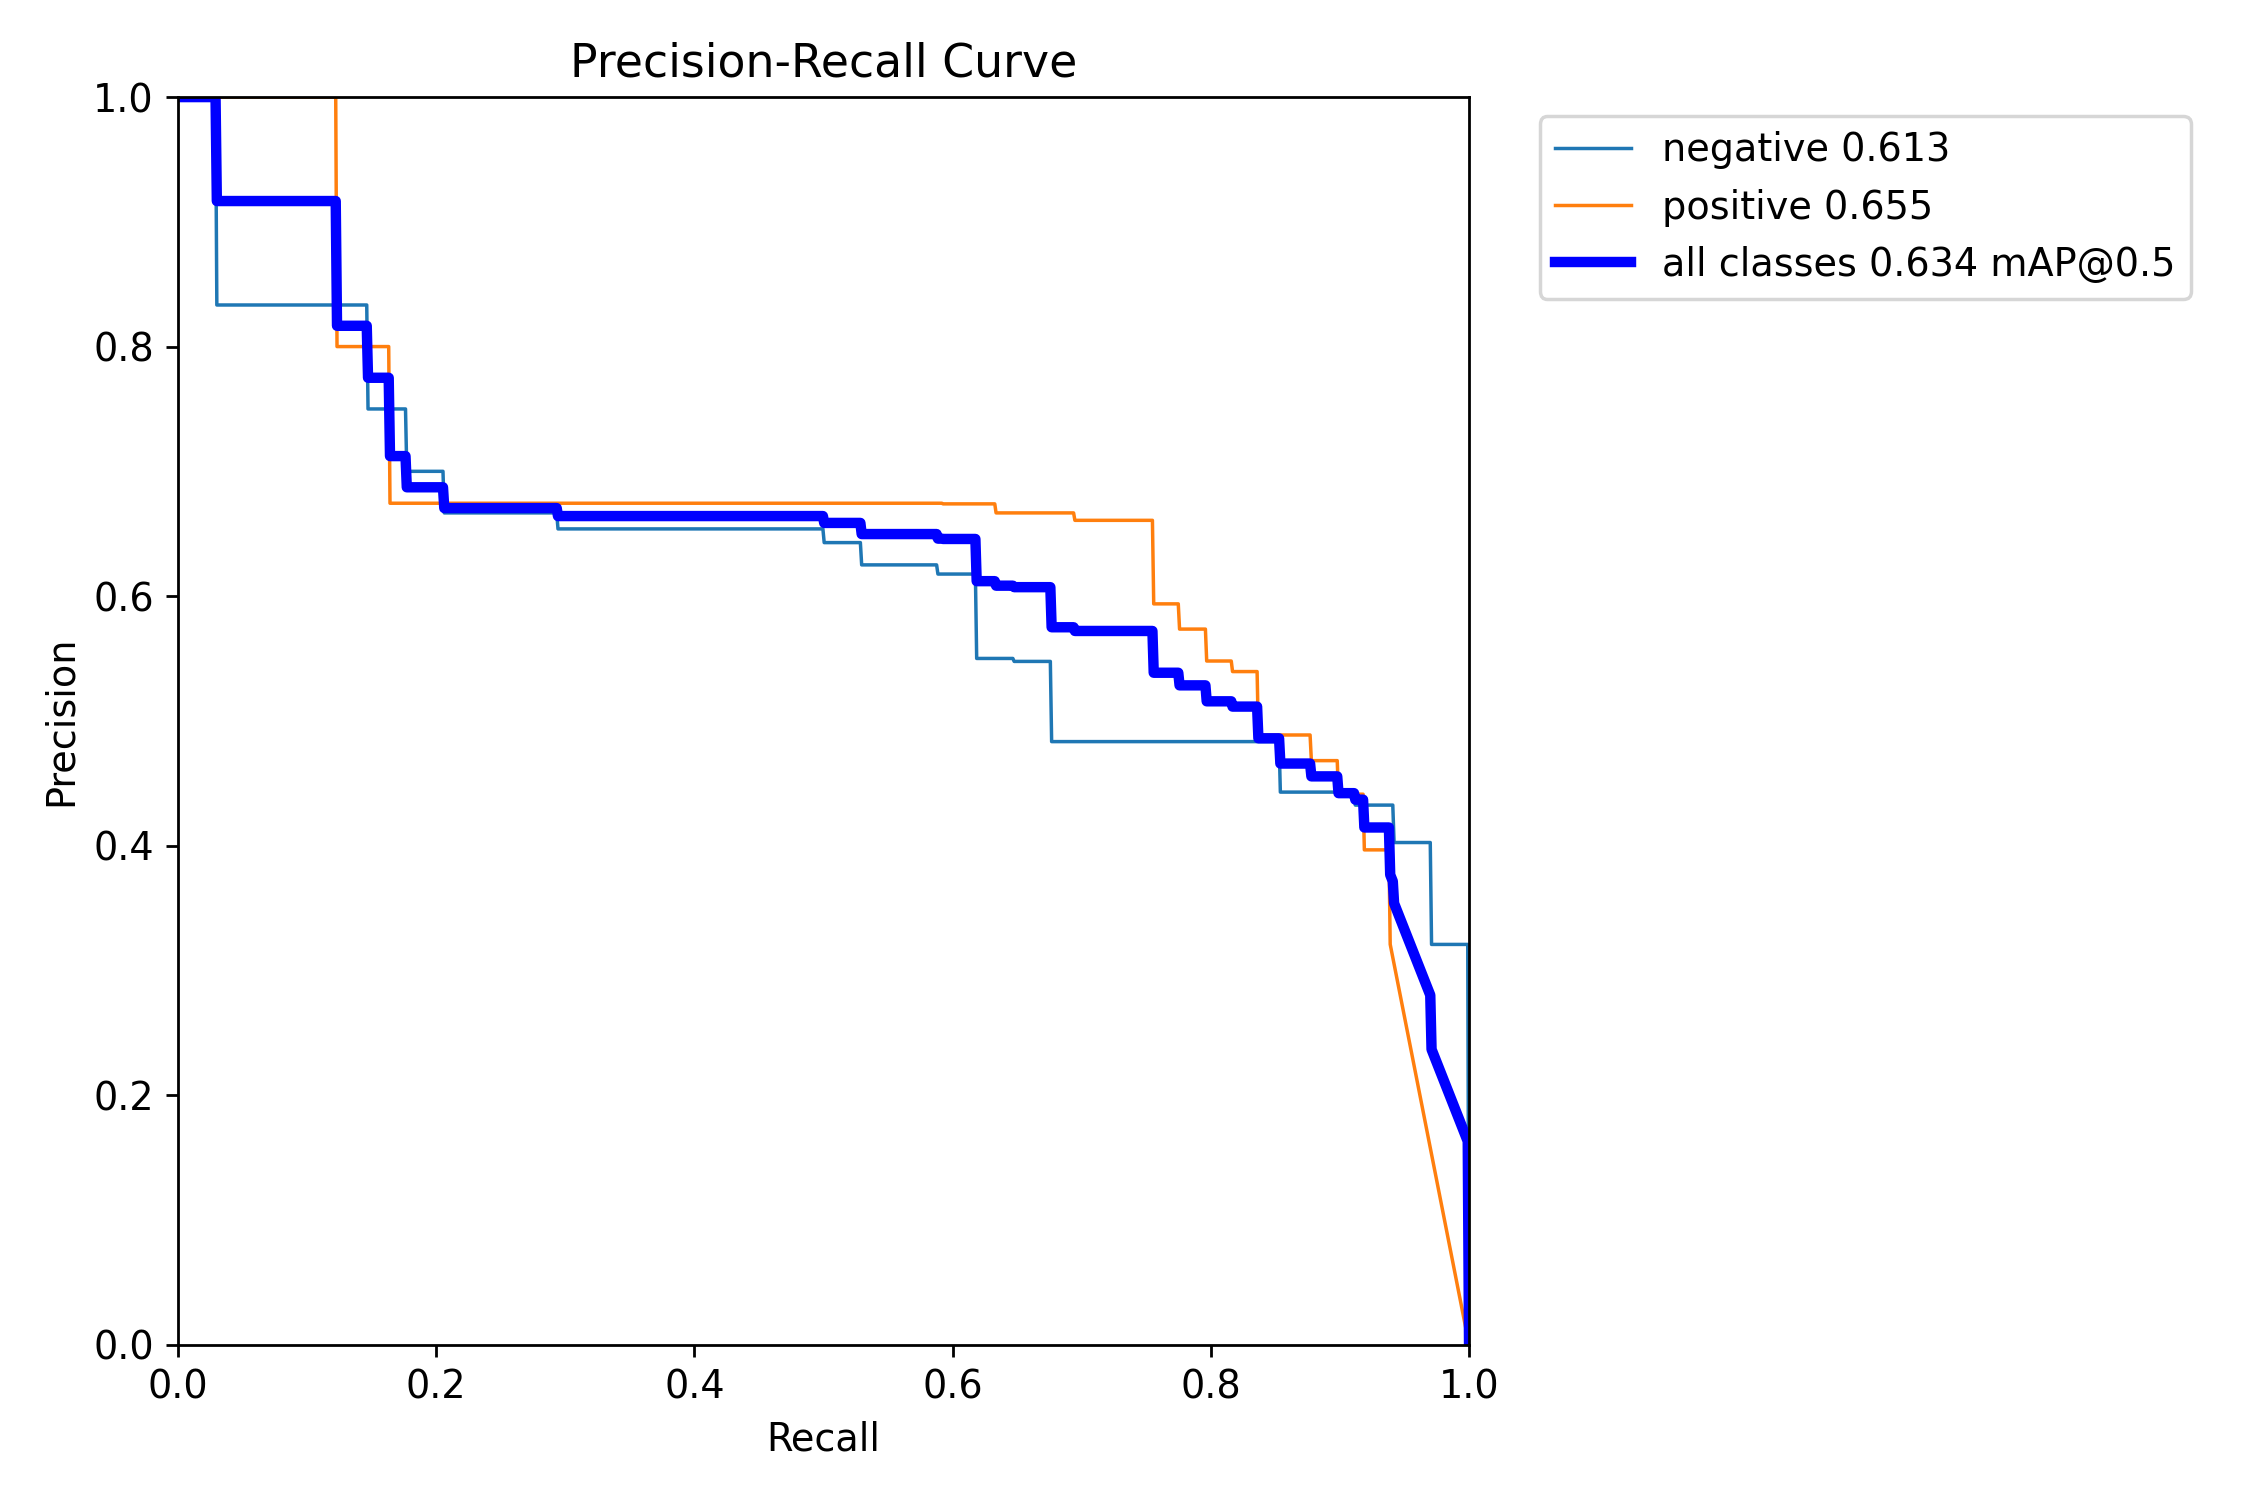 Precision-Recall Curve
1.0
0.8
0.6
0.4
0.2
0.0
Precision
0.0 0.2 0.4 0.6 0.8 1.0
Recall
negative 0.613
positive 0.655
all classes 0.634 mAP@0.5